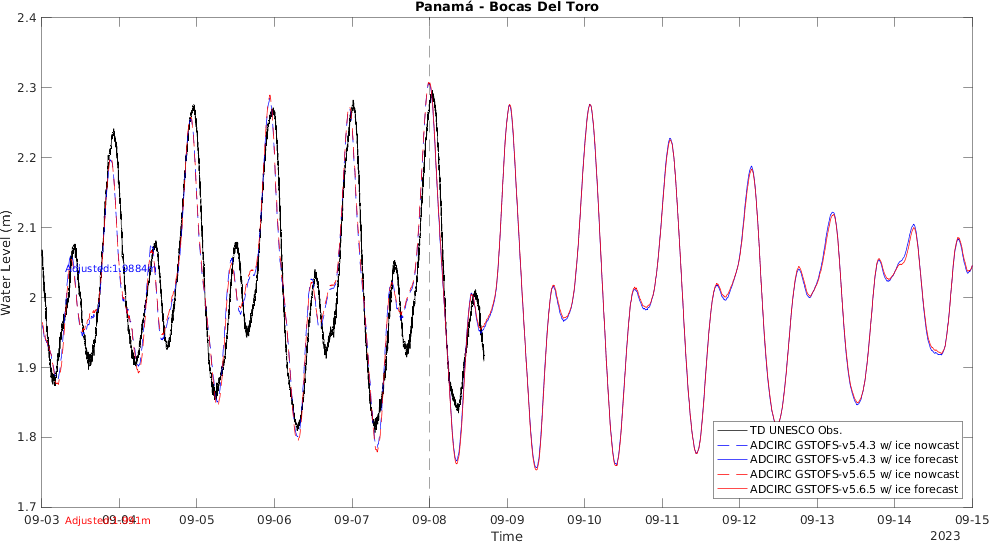 Panamá - Bocas Del Toro
2.4
2.3
2.2
2.1
2
1.9
1.8
1.7
Water Level (m)
TD UNESCO Obs.
ADCIRC GSTOFS-v5.4.3 w/ ice nowcast
ADCIRC GSTOFS-v5.4.3 w/ ice forecast
ADCIRC GSTOFS-v5.6.5 w/ ice nowcast
ADCIRC GSTOFS-v5.6.5 w/ ice forecast
09-03 09-04 09-05 09-06 09-07 09-08 09-09 09-10 09-11 09-12 09-13 09-14 09-15
Time
2023